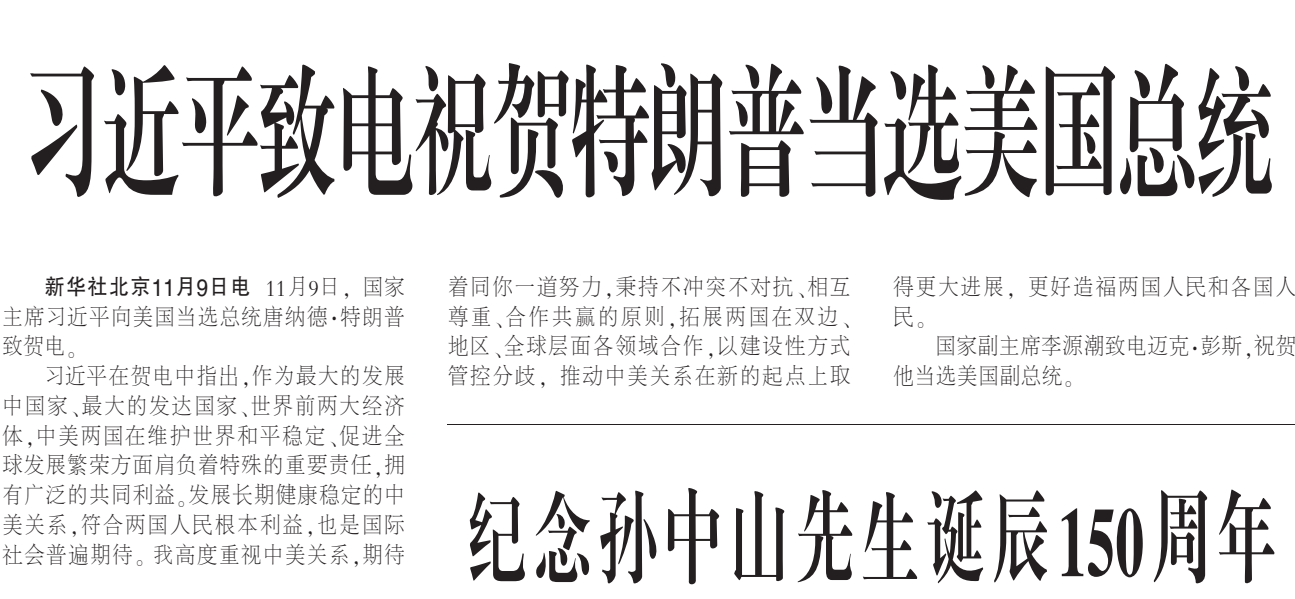 习近平致电祝贺特朗普当选美国总统
新华社北京11月9日电 11月9日，国家
主席习近平向美国当选总统唐纳德·特朗普
致贺电。
习近平在贺电中指出,作为最大的发展
中国家、最大的发达国家、世界前两大经济
体,中美两国在维护世界和平稳定、促进全
球发展繁荣方面肩负着特殊的重要责任,拥
有广泛的共同利益。发展长期健康稳定的中
美关系,符合两国人民根本利益,也是国际
社会普遍期待。我高度重视中美关系,期待
着同你一道努力,秉持不冲突不对抗、相互
尊重、合作共赢的原则,拓展两国在双边、
地区、全球层面各领域合作,以建设性方式
管控分歧，推动中美关系在新的起点上取
得更大进展，更好造福两国人民和各国人
民。
国家副主席李源潮致电迈克·彭斯,祝贺
他当选美国副总统。
纪念孙中山先生诞辰150周年